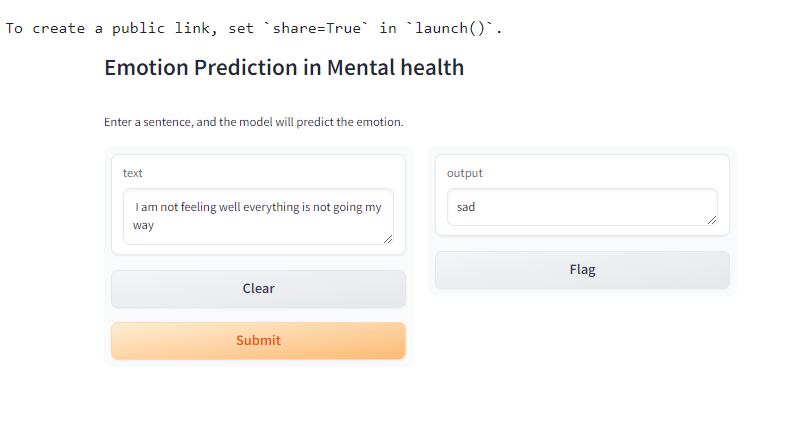 To create a public link, set `share=True` in `launch()`.
Emotion Prediction in Mental health
Enter a sentence, and the model will predict the emotion.
text
I am not feeling well everything is not going my
way
Clear
Submit
output
sad
Flag